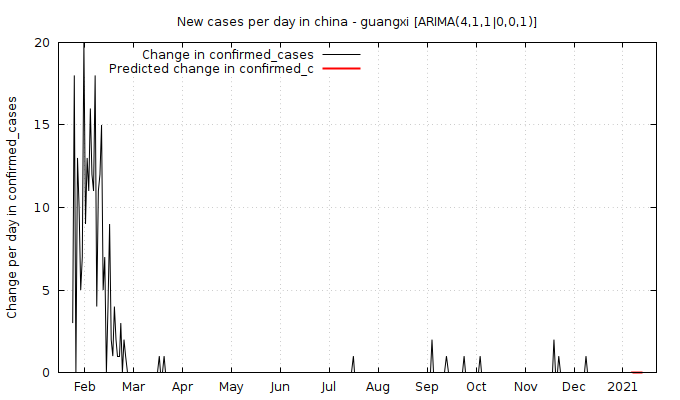 New cases per day in china - guangxi [ARIMA(4,1,1|0,0,1)]
Change in confirmed_cases
Predicted change in confirmed_c
Change per day in confirmed_cases
20
15
10
5
0
Feb Mar Apr May Jun Jul Aug Sep Oct Nov Dec 2021